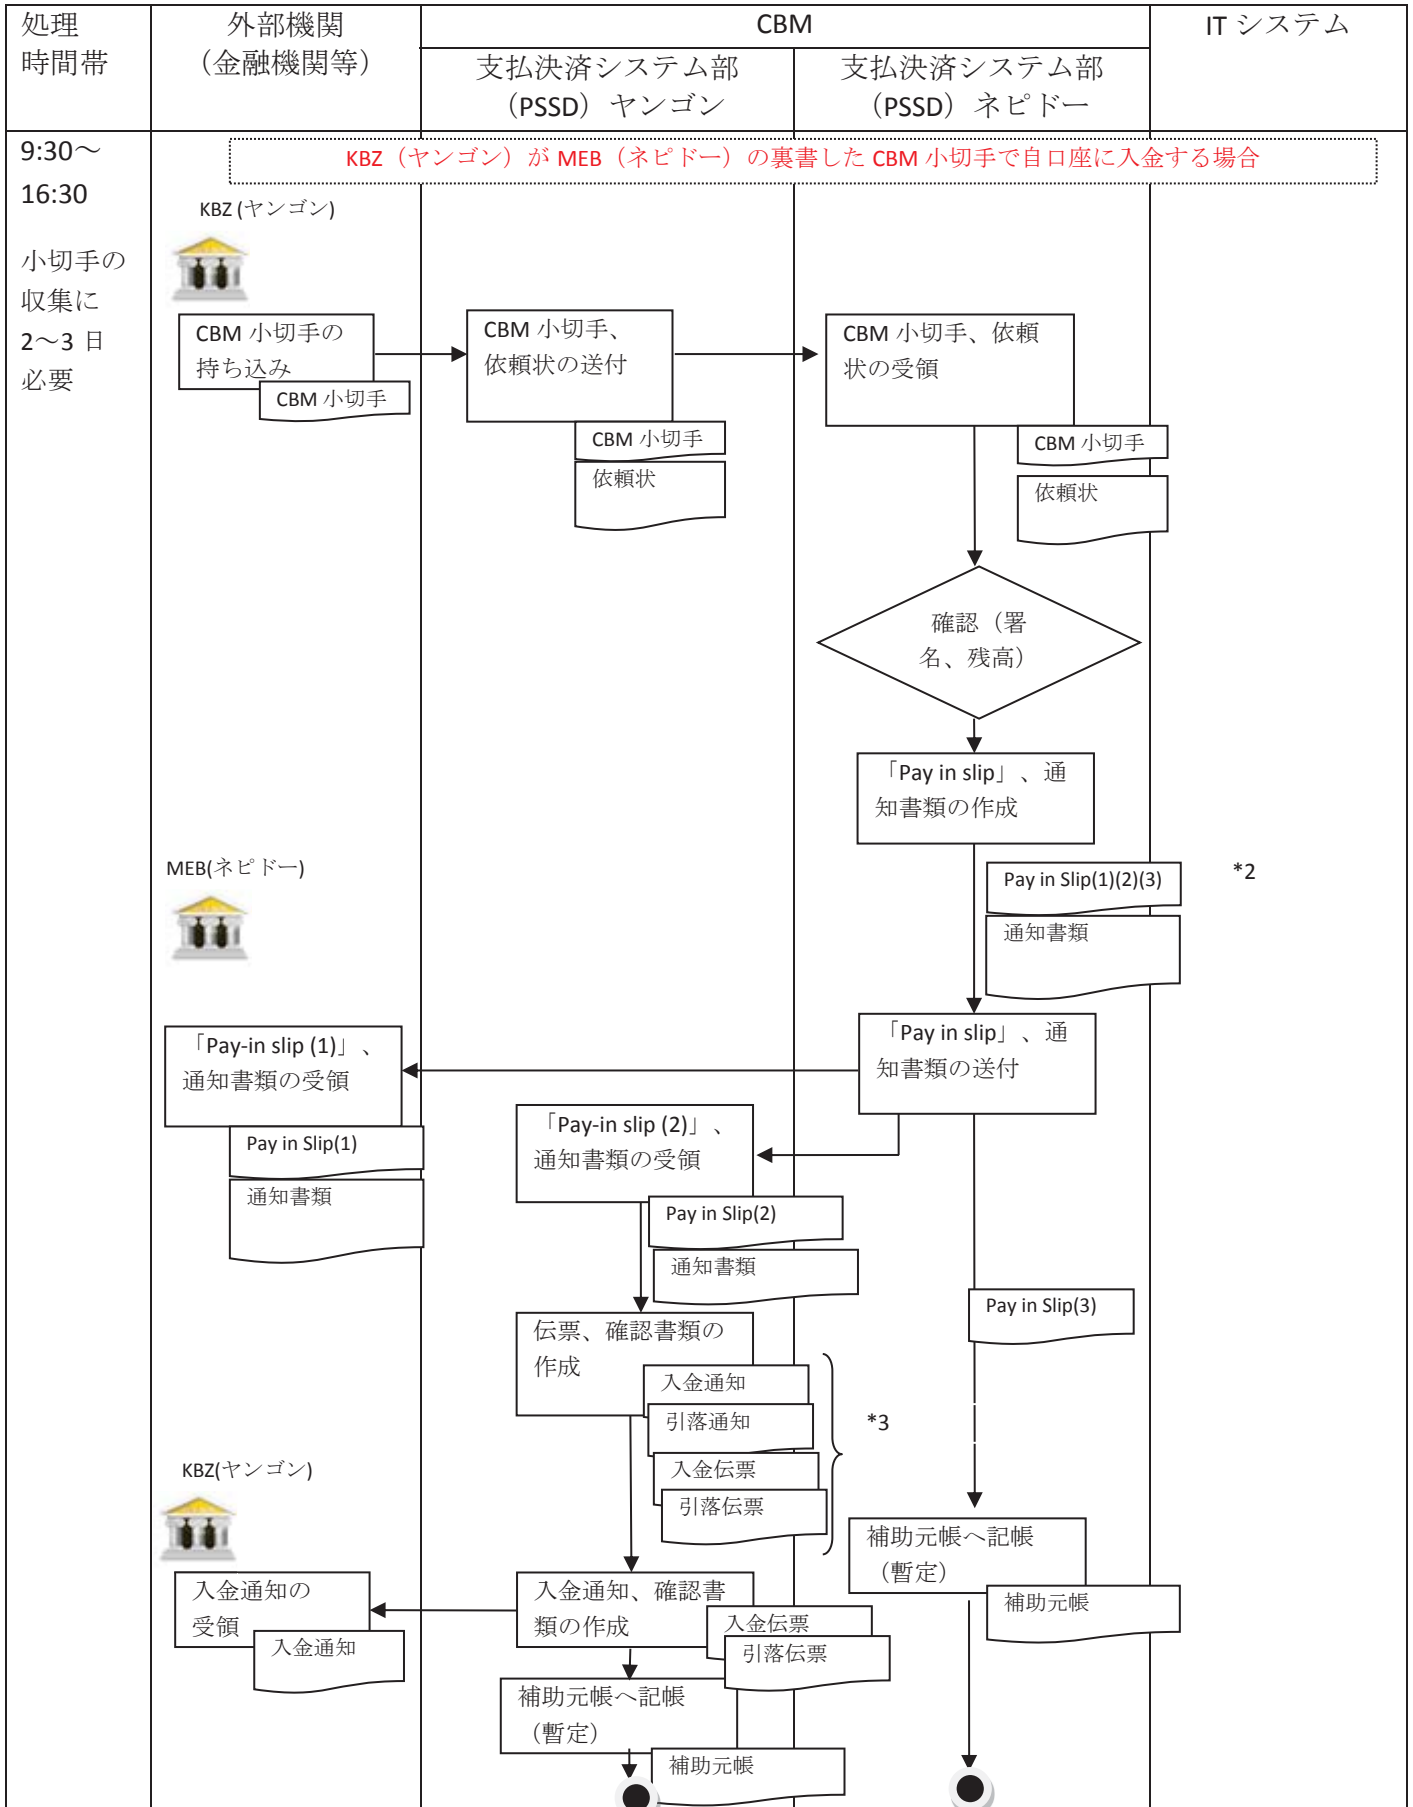 処理
時間帯
外部機関
（金融機関等）
CBM
支払決済システム部
（PSSD）ヤンゴン
支払決済システム部
（PSSD）ネピドー
IT システム
9:30～
16:30
小切手の
収集に
2～3 日
必要
KBZ（ヤンゴン）が MEB（ネピドー）の裏書した CBM 小切手で自口座に入金する場合
KBZ (ヤンゴン)
CBM 小切手の
持ち込み
CBM 小切手
CBM 小切手、
依頼状の送付
CBM 小切手
依頼状
CBM 小切手、依頼
状の受領
CBM 小切手
依頼状
確認（署
名、残高）
「Pay in slip」、通
知書類の作成
Pay in Slip(1)(2)(3)
通知書類
*2
MEB(ネピドー)
「Pay in slip」、通
知書類の送付
「Pay-in slip (1)」、
通知書類の受領
Pay in Slip(1)
通知書類
「Pay-in slip (2)」、
通知書類の受領
Pay in Slip(2)
通知書類
Pay in Slip(3)
伝票、確認書類の
作成
入金通知
引落通知
入金伝票
引落伝票
*3
KBZ(ヤンゴン)
補助元帳へ記帳
（暫定）
補助元帳
入金通知、確認書
類の作成
入金伝票
引落伝票
入金通知の
受領
入金通知
補助元帳へ記帳
（暫定）
補助元帳